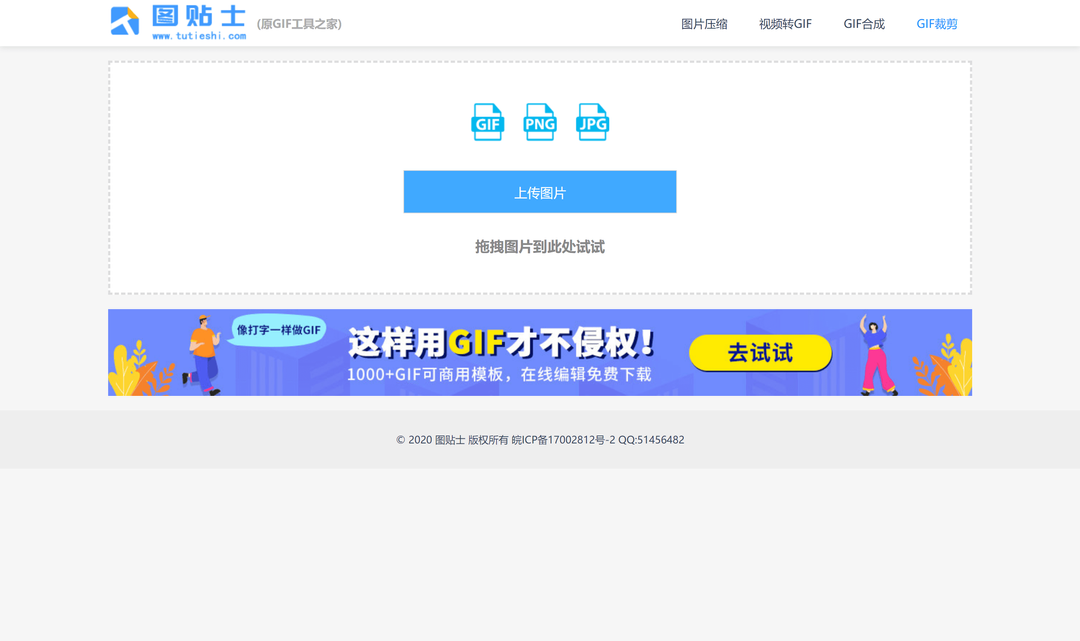 图贴士
www.tutieshi.com
(原GIF工具之家)
图片压缩
视频转GIF
GIF合成
GIF裁剪
GIF
PNG
JPG
上传图片
拖拽图片到此处试试
像打字一样做GIF
这样用GIF才不侵权!
1000+GIF可商用模板，在线编辑免费下载
去试试
© 2020 图贴士 版权所有 皖ICP备17002812号-2 QQ:51456482